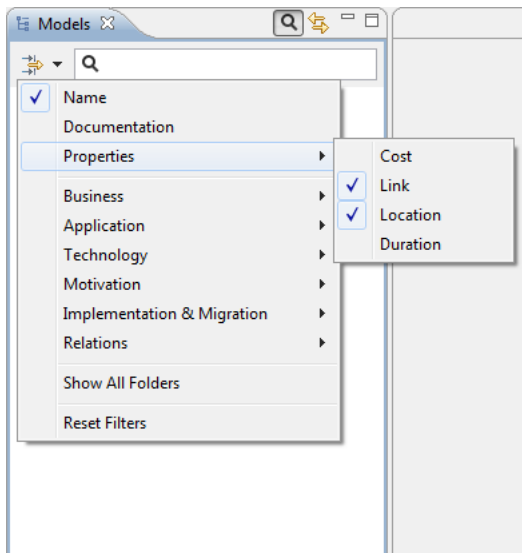 Models
Name
Documentation
Properties
Cost
Link
Location
Duration
Business
Application
Technology
Motivation
Implementation & Migration
Relations
Show All Folders
Reset Filters